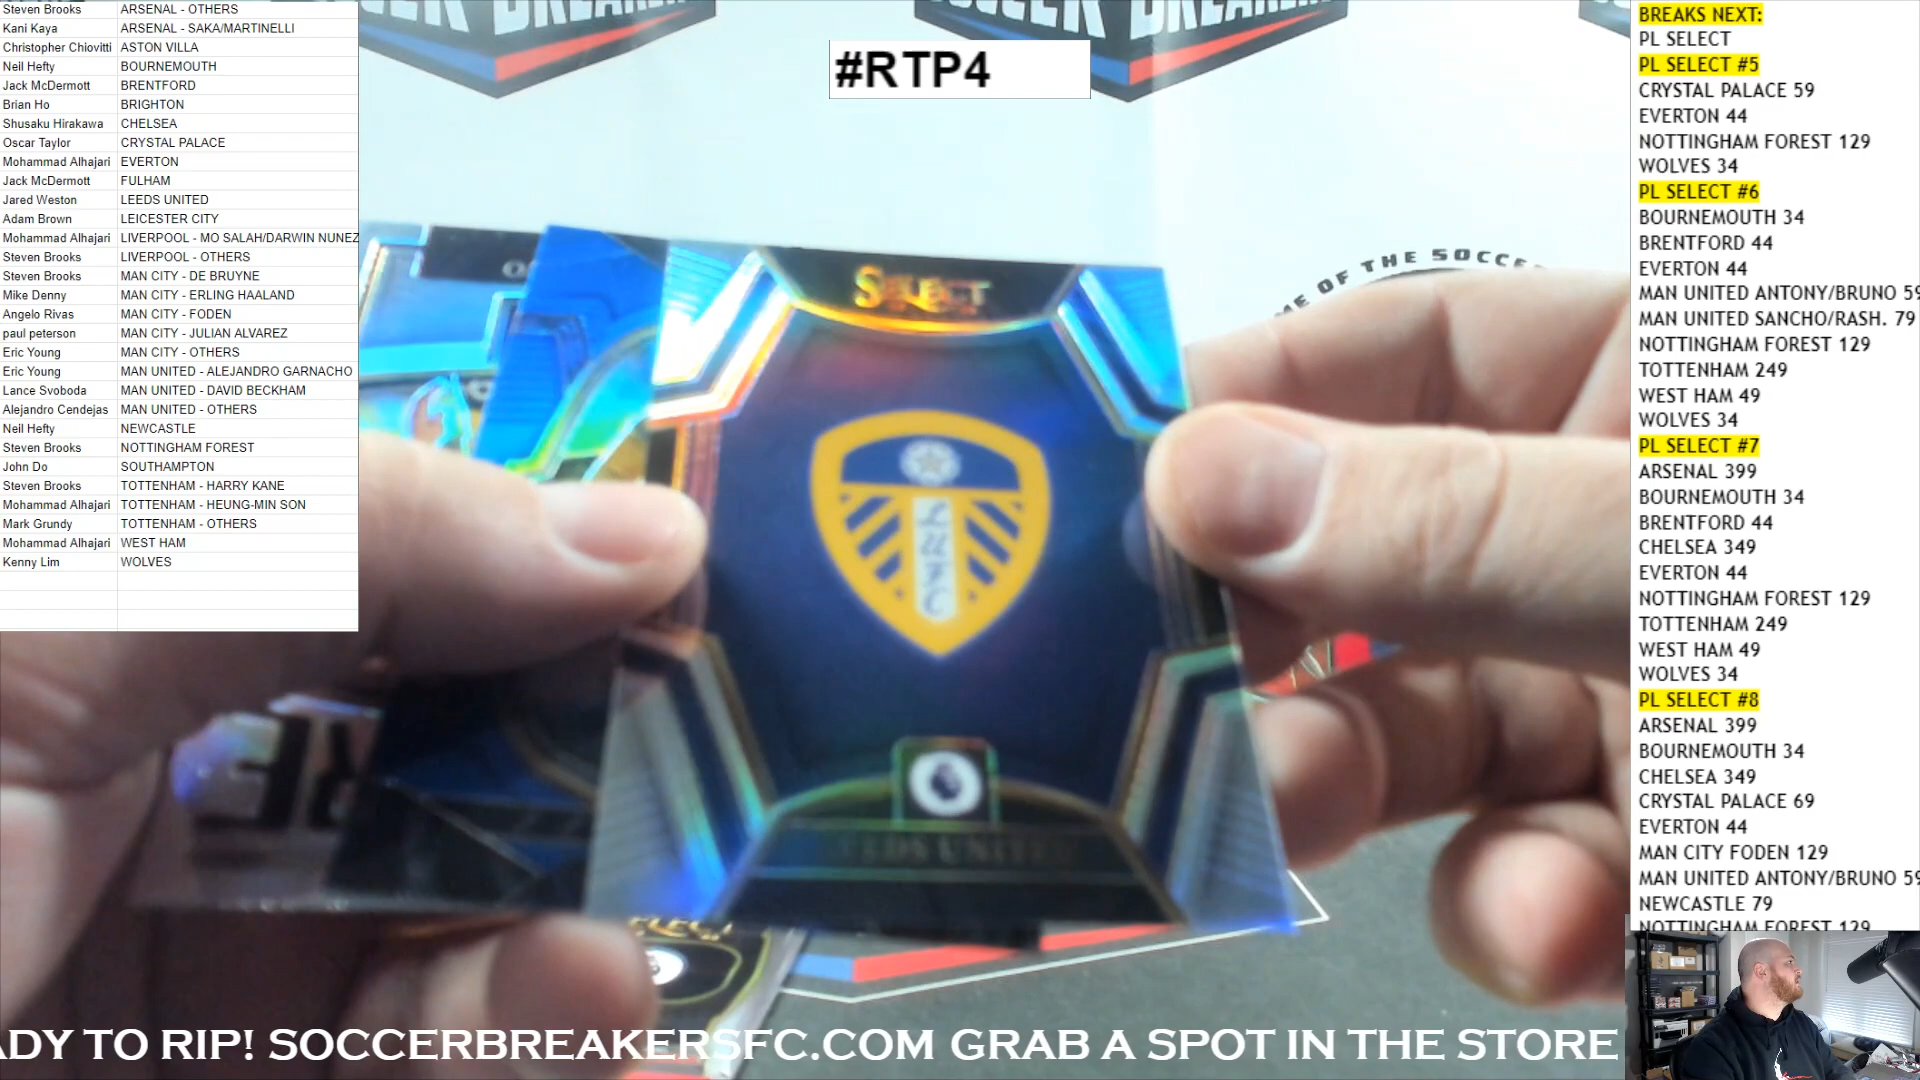 Steven Brooks ARSENAL - OTHERS
Kani Kaya ARSENAL - SAKA/MARTINELLI
Christopher Chiovitti ASTON VILLA
Neil Hefty BOURNEMOUTH
Jack McDermott BRENTFORD
Brian Ho BRIGHTON
Shusaku Hirakawa CHELSEA
Oscar Taylor CRYSTAL PALACE
Mohammad Alhajari EVERTON
Jack McDermott FULHAM
Jared Weston LEEDS UNITED
Adam Brown LEICESTER CITY
Mohammad Alhajari LIVERPOOL - MO SALAH/DARWIN NUNEZ
Steven Brooks LIVERPOOL - OTHERS
Steven Brooks MAN CITY - DE BRUYNE
Mike Denny MAN CITY - ERLING HAALAND
Angelo Rivas MAN CITY - FODEN
paul peterson MAN CITY - JULIAN ALVAREZ
Eric Young MAN CITY - OTHERS
Eric Young MAN UNITED - ALEJANDRO GARNACHO
Lance Svoboda MAN UNITED - DAVID BECKHAM
Alejandro Cendejas MAN UNITED - OTHERS
Neil Hefty NEWCASTLE
Steven Brooks NOTTINGHAM FOREST
John Do SOUTHAMPTON
Steven Brooks TOTTENHAM - HARRY KANE
Mohammad Alhajari TOTTENHAM - HEUNG-MIN SON
Mark Grundy TOTTENHAM - OTHERS
Mohammad Alhajari WEST HAM
Kenny Lim WOLVES
#RTP4
OF THE SOCCE
SELECT
LUFC
LEEDS UNITED
BREAKS NEXT:
PL SELECT
PL SELECT #5
CRYSTAL PALACE 59
EVERTON 44
NOTTINGHAM FOREST 129
WOLVES 34
PL SELECT #6
BOURNEMOUTH 34
BRENTFORD 44
EVERTON 44
MAN UNITED ANTONY/BRUNO 59
MAN UNITED SANCHO/RASH. 79
NOTTINGHAM FOREST 129
TOTTENHAM 249
WEST HAM 49
WOLVES 34
PL SELECT #7
ARSENAL 399
BOURNEMOUTH 34
BRENTFORD 44
CHELSEA 349
EVERTON 44
NOTTINGHAM FOREST 129
TOTTENHAM 249
WEST HAM 49
WOLVES 34
PL SELECT #8
ARSENAL 399
BOURNEMOUTH 34
CHELSEA 349
CRYSTAL PALACE 69
EVERTON 44
MAN CITY FODEN 129
MAN UNITED ANTONY/BRUNO 59
NEWCASTLE 79
NOTTINGHAM FOREST 129
ADY TO RIP! SOCCERBREAKERSFC.COM GRAB A SPOT IN THE STORE